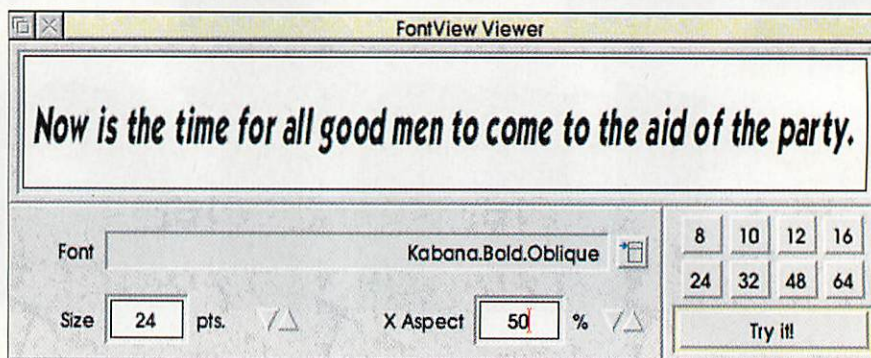 FontView Viewer
Now is the time for all good men to come to the aid of the party.
Font Kabana.Bold.Oblique
8 10 12 16
24 32 48 64
Size 24 pts. X Aspect 50 %
Try it!